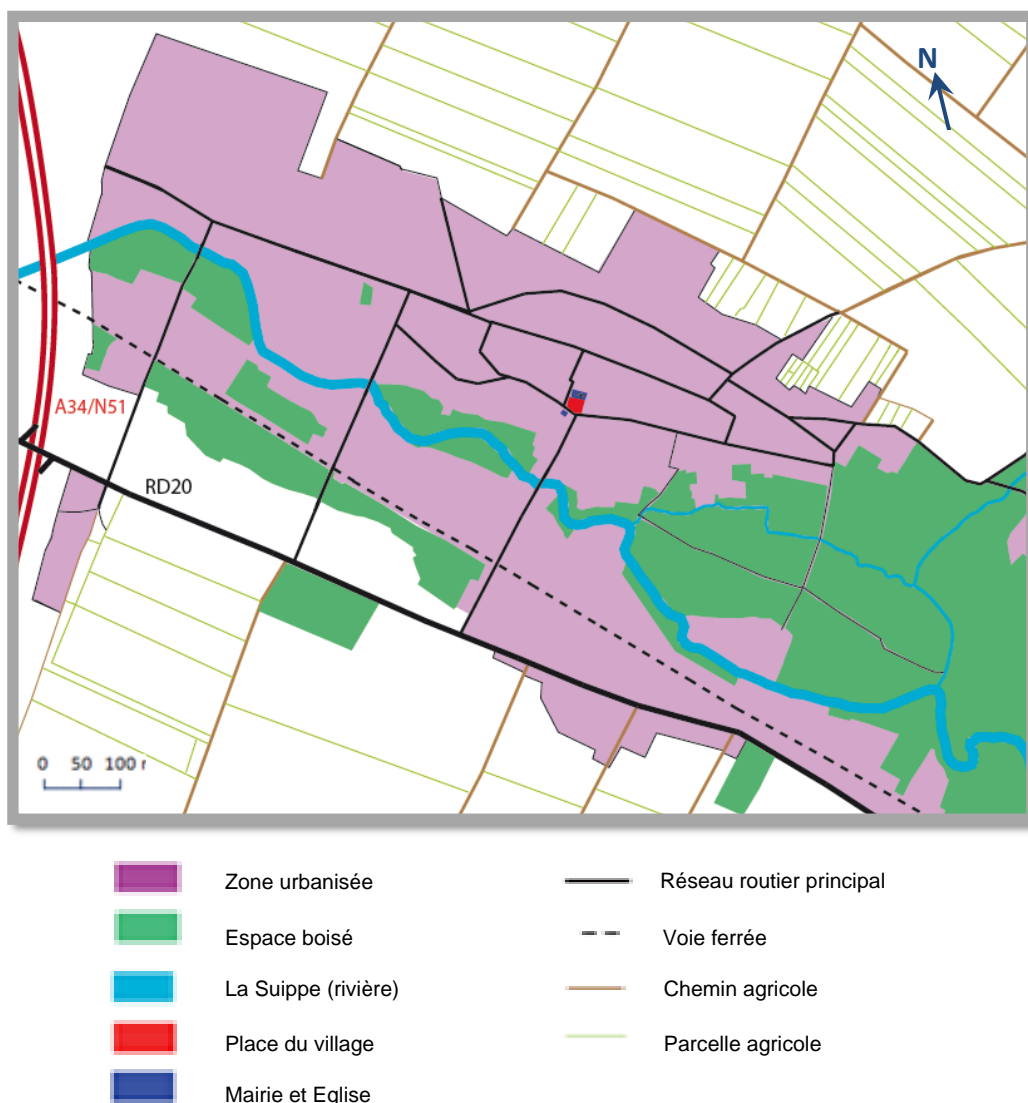 N
A34/N51
RD20
0 50 100 m
Zone urbanisée
Réseau routier principal
Espace boisé
Voie ferrée
La Suippe (rivière)
Chemin agricole
Place du village
Parcelle agricole
Mairie et Eglise